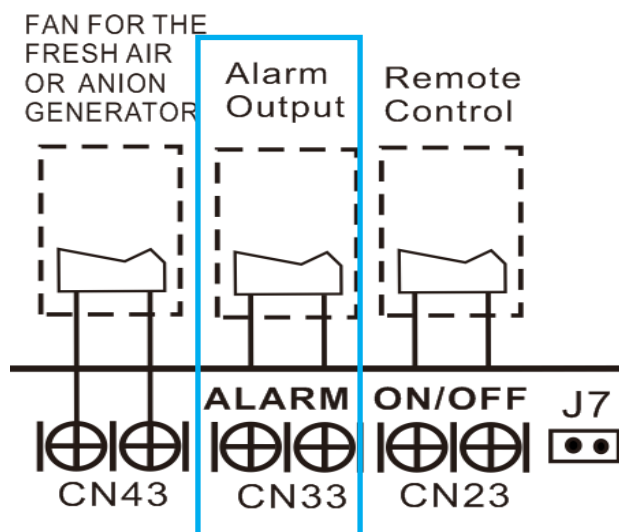 FAN FOR THE
FRESH AIR
OR ANION
GENERATOR
Alarm
Output
Remote
Control
ALARM
ON/OFF
J7
CN43
CN33
CN23